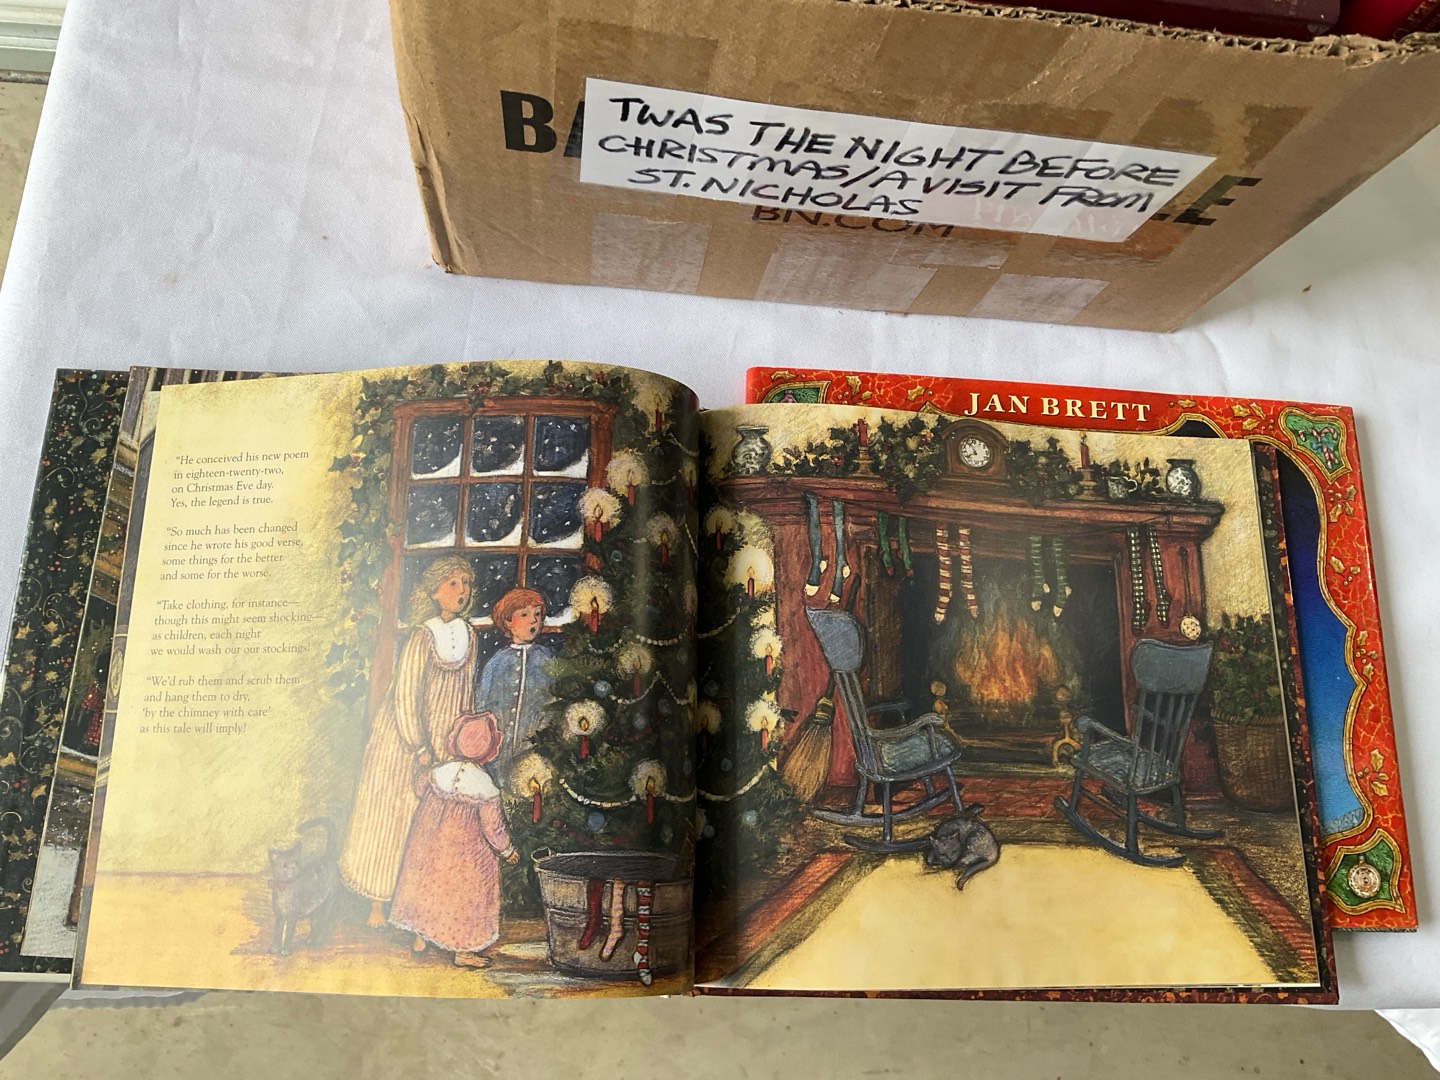 TWAS THE NIGHT BEFORE
CHRISTMAS/A VISIT FROM
ST. NICHOLAS
BN.COM
JAN BRETT
"He conceived his new poem
in eighteen-twenty-two,
on Christmas Eve day.
Yes, the legend is true.
"So much has been changed
since he wrote his good verse,
some things for the better
and some for the worse.
"Take clothing, for instance—
though this might seem shocking—
as children, each night
we would wash out our stockings!
"We'd rub them and scrub them
and hang them to dry,
'by the chimney with care'
as this tale will imply!